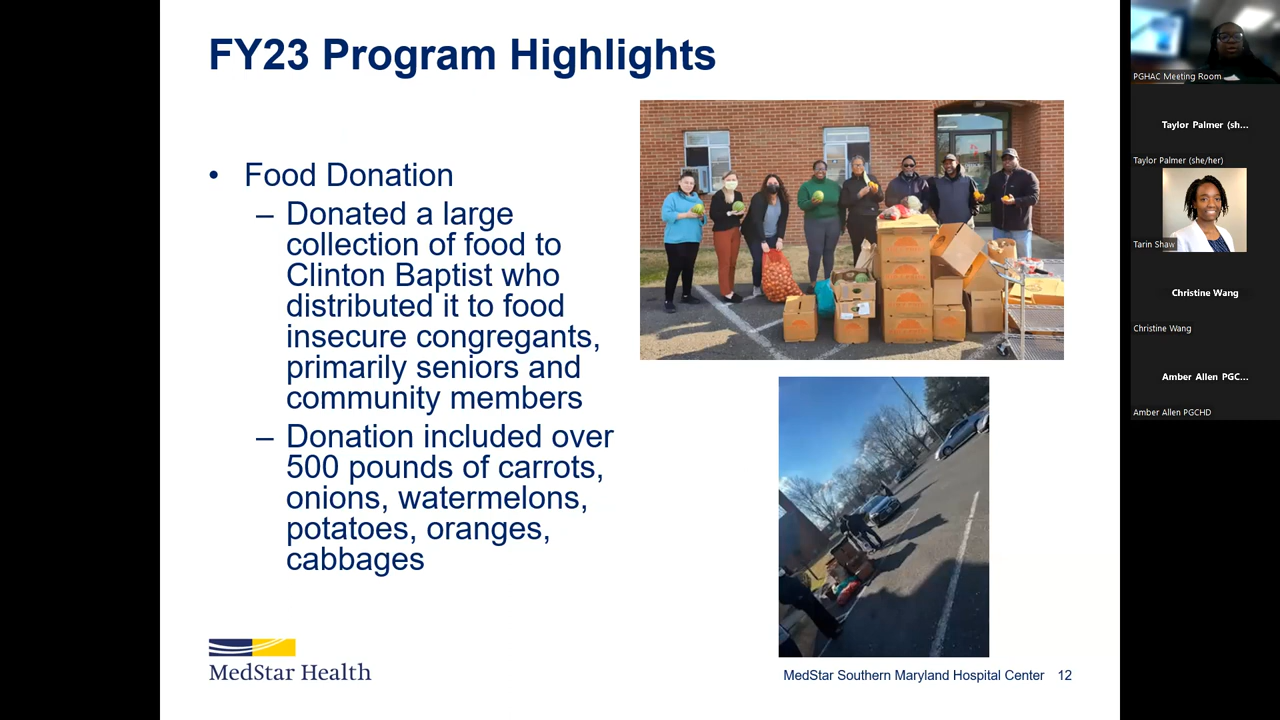 FY23 Program Highlights
• Food Donation
– Donated a large
collection of food to
Clinton Baptist who
distributed it to food
insecure congregants,
primarily seniors and
community members
– Donation included over
500 pounds of carrots,
onions, watermelons,
potatoes, oranges,
cabbages
MedStar Health
MedStar Southern Maryland Hospital Center 12
PGHAC Meeting Room
Taylor Palmer (sh...
Taylor Palmer (she/her)
Tarin Shaw
Christine Wang
Christine Wang
Amber Allen PGC...
Amber Allen PGCHD